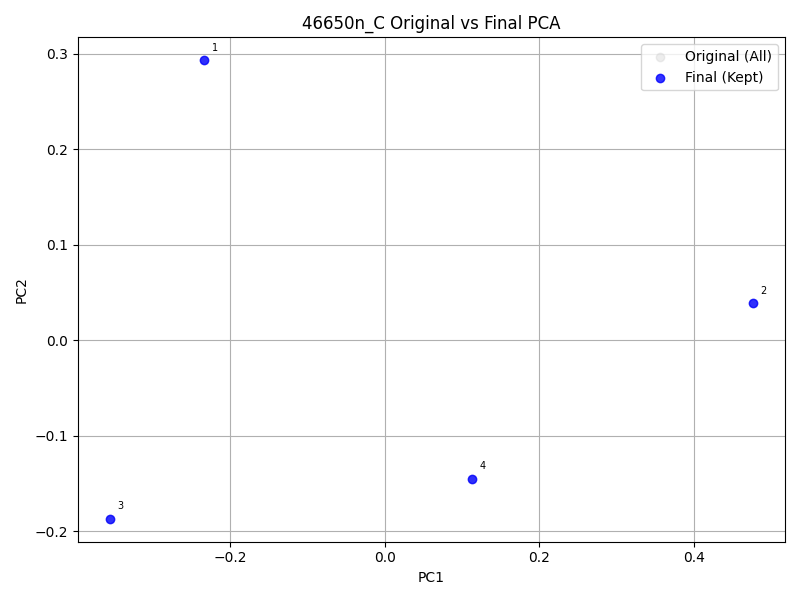 46650n_C Original vs Final PCA
Original (All)
Final (Kept)
1
2
3
4
0.3
0.2
0.1
0.0
−0.1
−0.2
−0.2
0.0
0.2
0.4
PC1
PC2